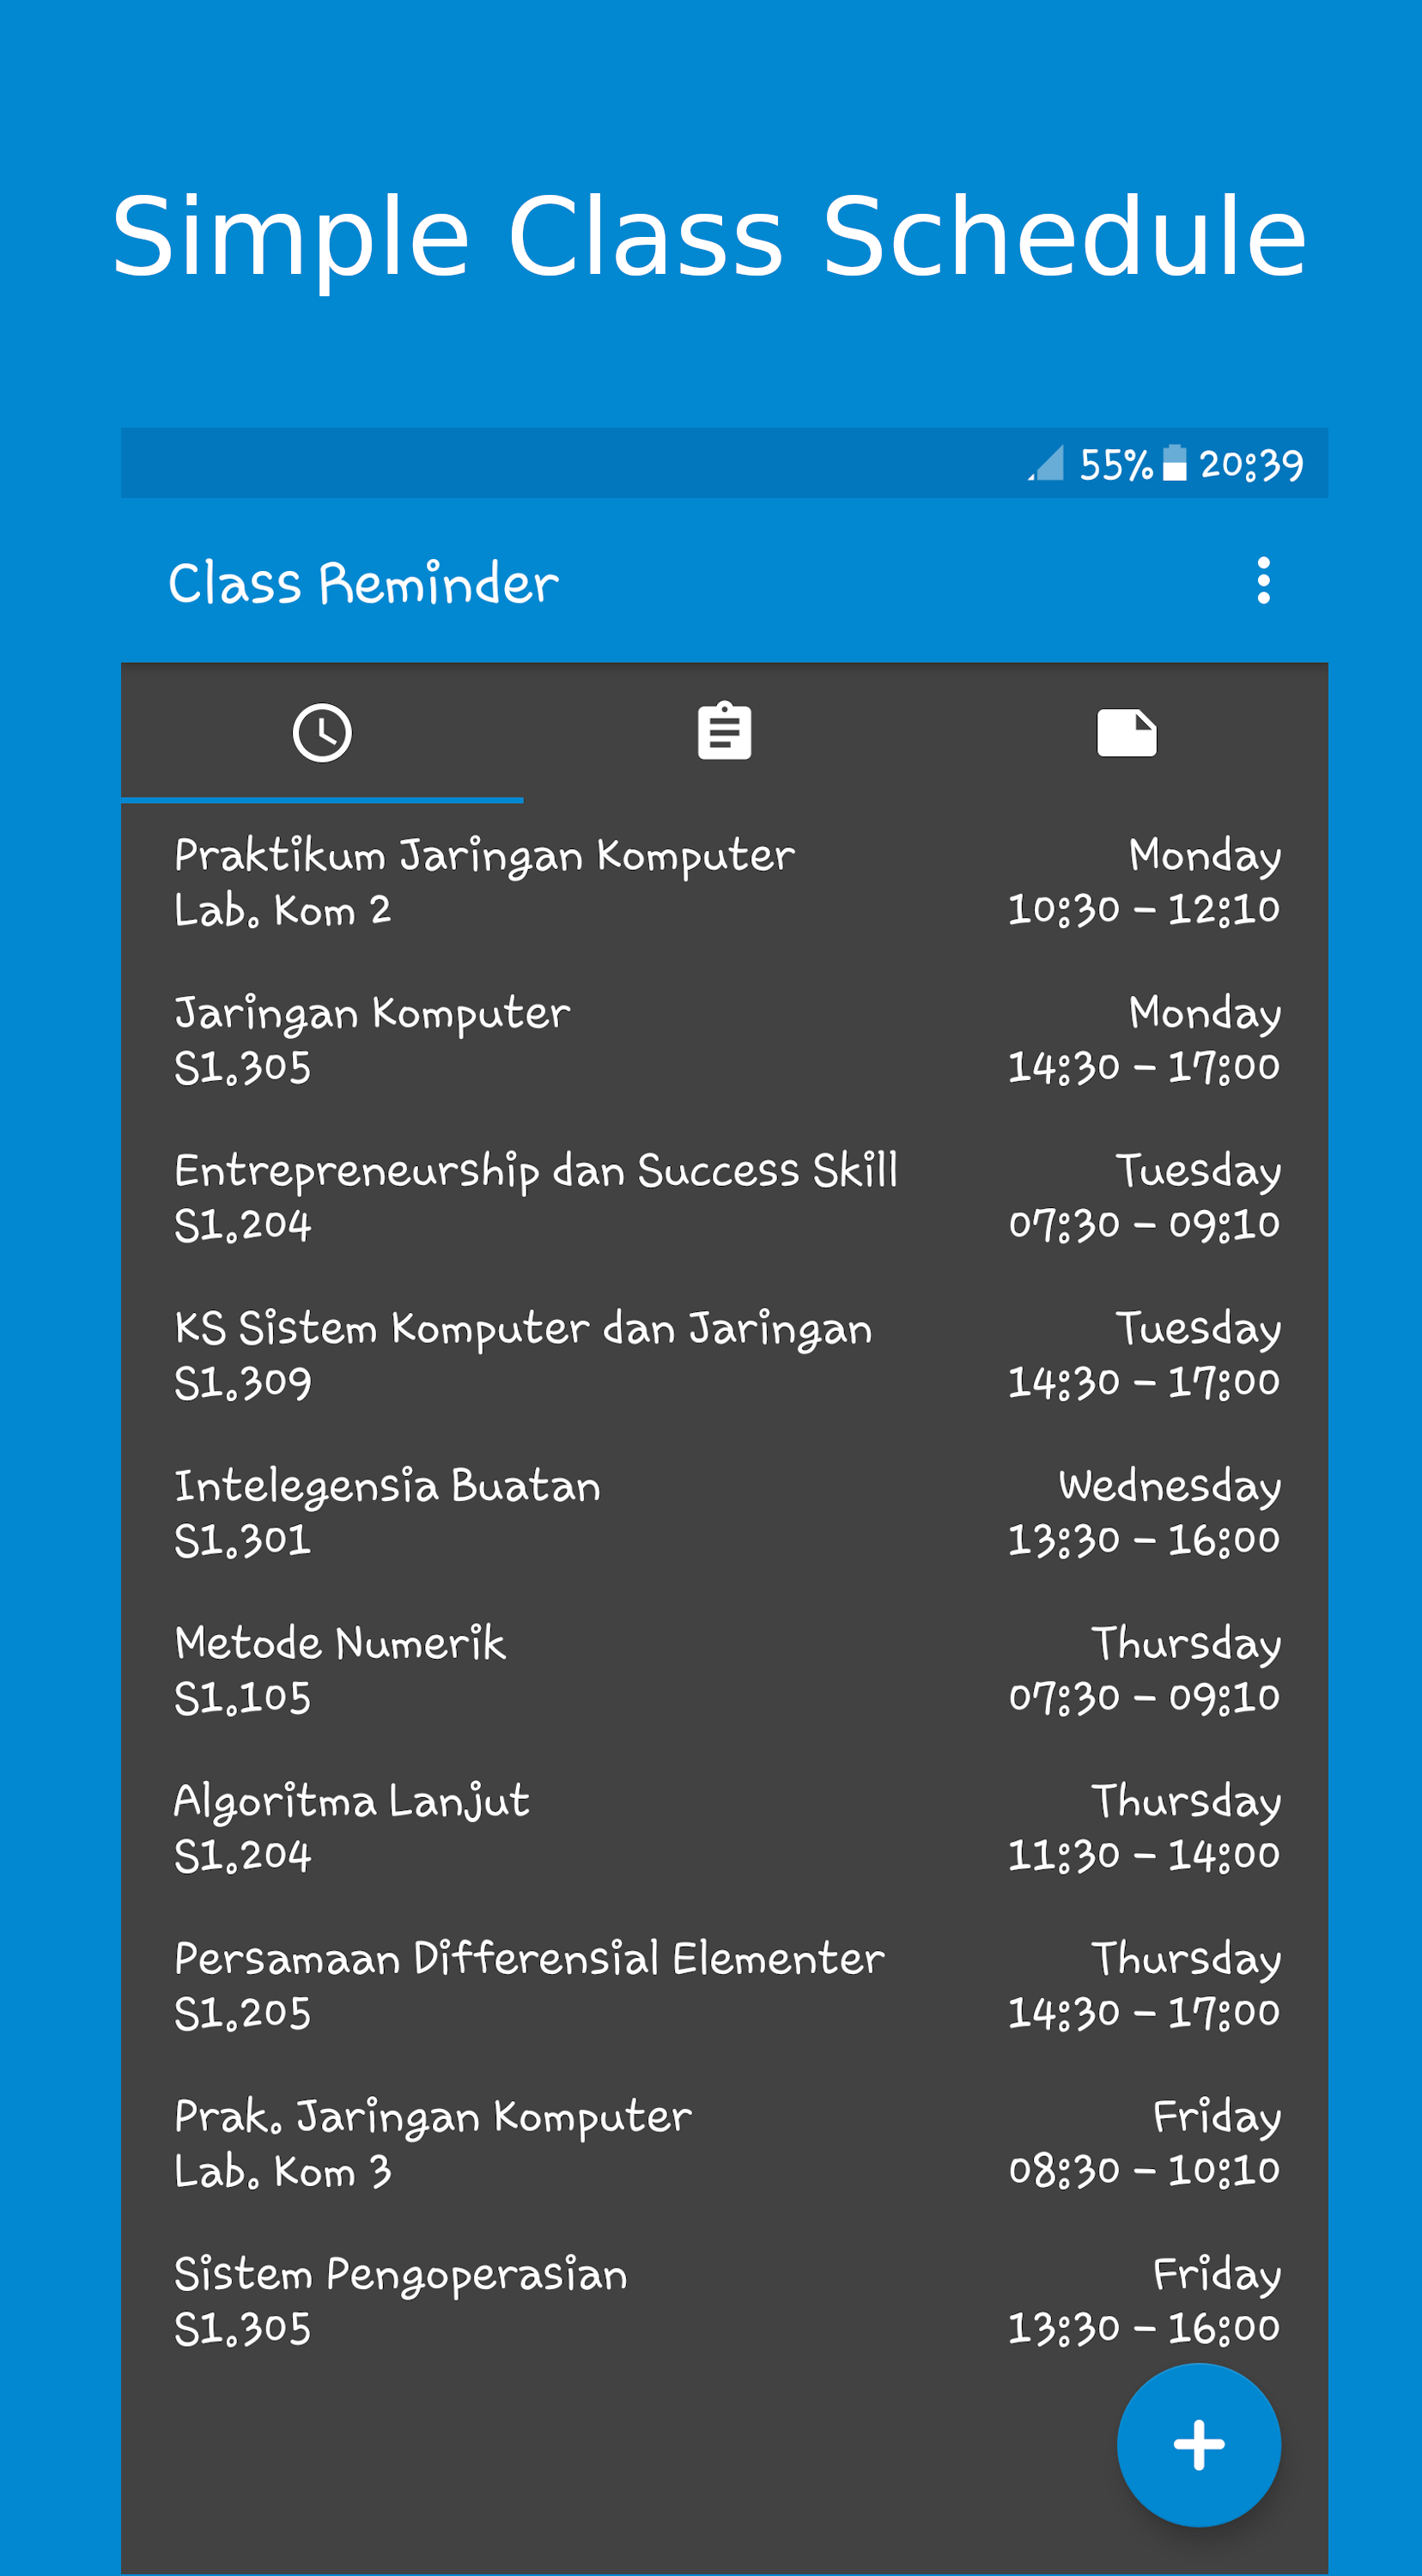 Simple Class Schedule
55% 20:39
Class Reminder
Praktikum Jaringan Komputer Monday
Lab. Kom 2 10:30 - 12:10
Jaringan Komputer Monday
S1.305 14:30 - 17:00
Entrepreneurship dan Success Skill Tuesday
S1.204 07:30 - 09:10
KS Sistem Komputer dan Jaringan Tuesday
S1.309 14:30 - 17:00
Intelegensia Buatan Wednesday
S1.301 13:30 - 16:00
Metode Numerik Thursday
S1.105 07:30 - 09:10
Algoritma Lanjut Thursday
S1.204 11:30 - 14:00
Persamaan Differensial Elementer Thursday
S1.205 14:30 - 17:00
Prak. Jaringan Komputer Friday
Lab. Kom 3 08:30 - 10:10
Sistem Pengoperasian Friday
S1.305 13:30 - 16:00